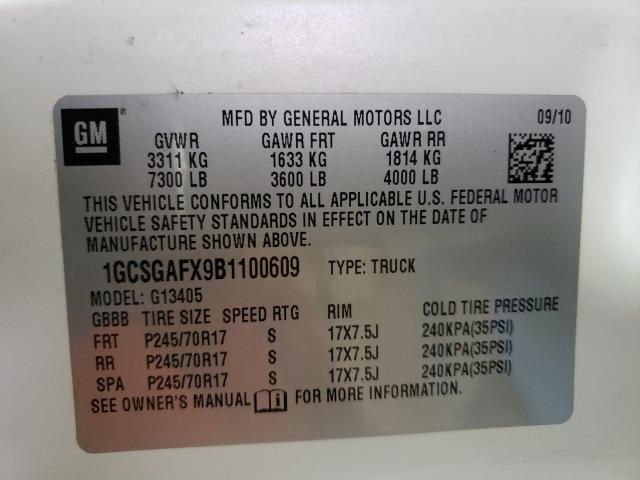 GM ® MFD BY GENERAL MOTORS LLC 09/10
GVWR GAWR FRT GAWR RR
3311 KG 1633 KG 1814 KG
7300 LB 3600 LB 4000 LB
THIS VEHICLE CONFORMS TO ALL APPLICABLE U.S. FEDERAL MOTOR
VEHICLE SAFETY STANDARDS IN EFFECT ON THE DATE OF
MANUFACTURE SHOWN ABOVE.
1GCSGAFX9B1100609 TYPE: TRUCK
MODEL: G13405
GBBB TIRE SIZE SPEED RTG RIM COLD TIRE PRESSURE
FRT P245/70R17 S 17X7.5J 240KPA(35PSI)
RR P245/70R17 S 17X7.5J 240KPA(35PSI)
SPA P245/70R17 S 17X7.5J 240KPA(35PSI)
SEE OWNER'S MANUAL FOR MORE INFORMATION.